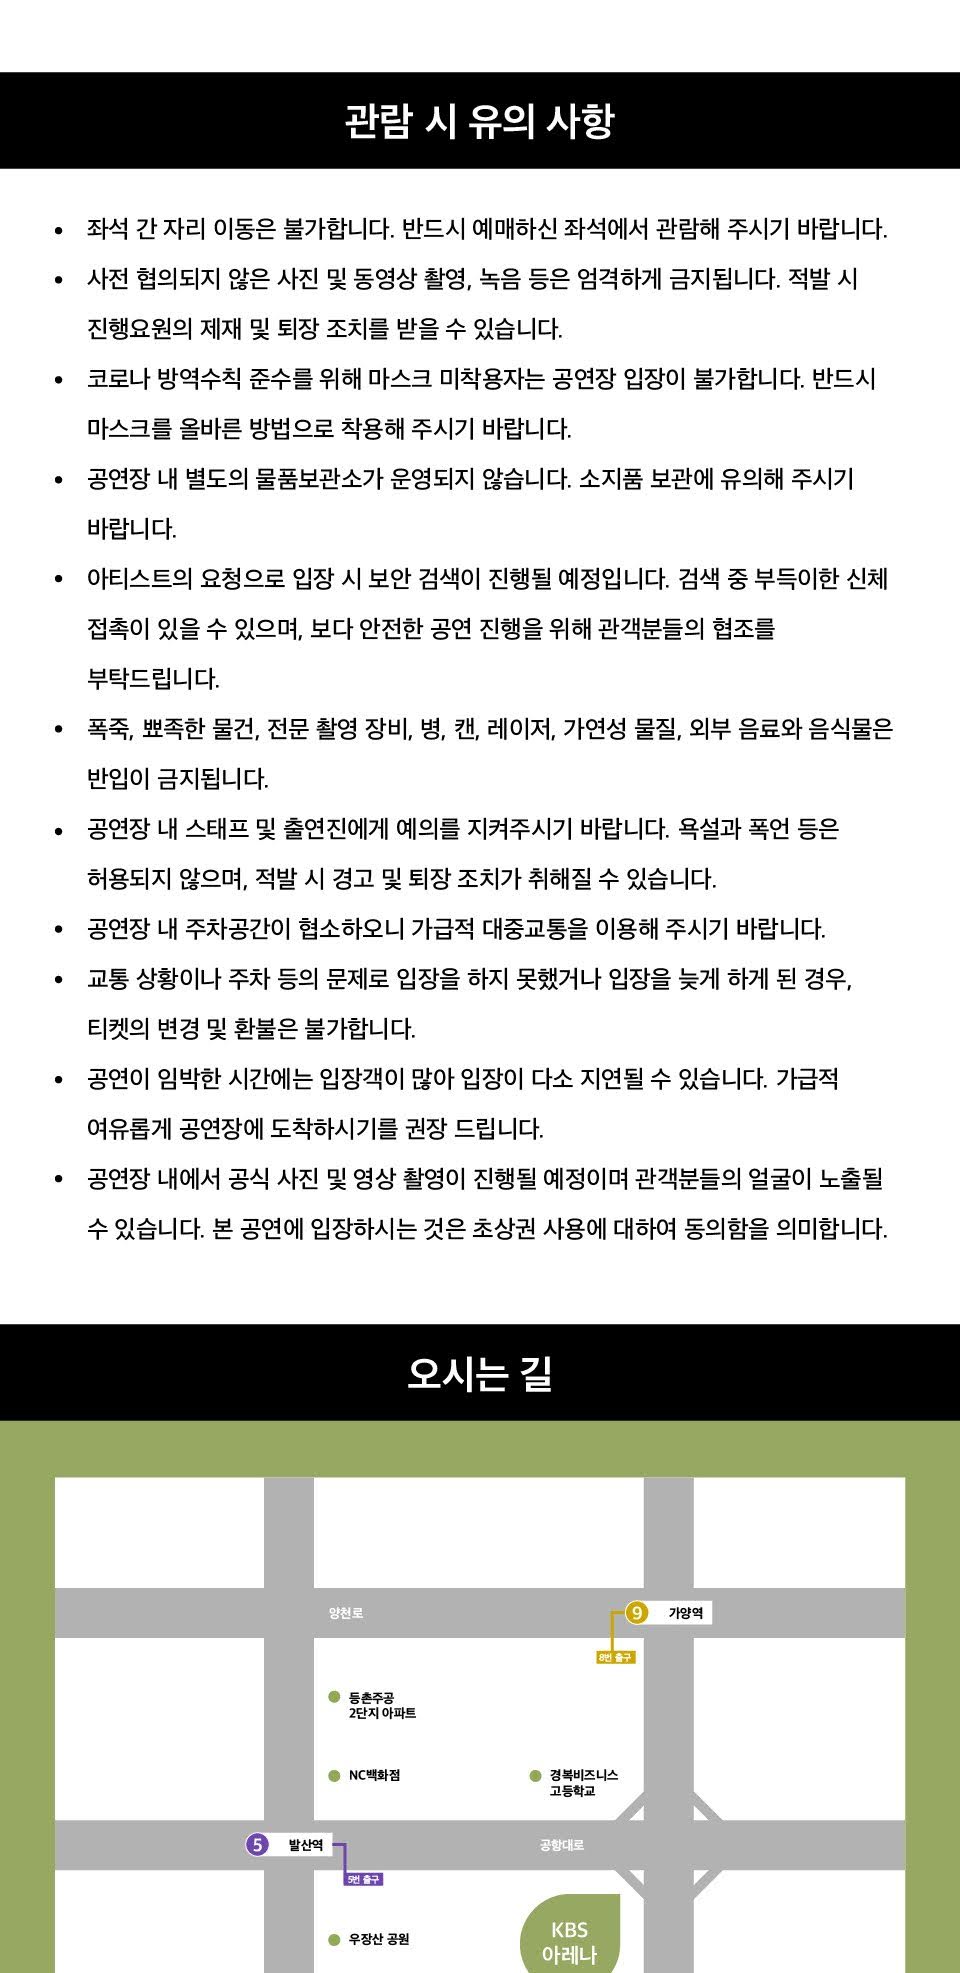 관람 시 유의 사항
• 좌석 간 자리 이동은 불가합니다. 반드시 예매하신 좌석에서 관람해 주시기 바랍니다.
• 사전 협의되지 않은 사진 및 동영상 촬영, 녹음 등은 엄격하게 금지됩니다. 적발 시
진행요원의 제재 및 퇴장 조치를 받을 수 있습니다.
• 코로나 방역수칙 준수를 위해 마스크 미착용자는 공연장 입장이 불가합니다. 반드시
마스크를 올바른 방법으로 착용해 주시기 바랍니다.
• 공연장 내 별도의 물품보관소가 운영되지 않습니다. 소지품 보관에 유의해 주시기
바랍니다.
• 아티스트의 요청으로 입장 시 보안 검색이 진행될 예정입니다. 검색 중 부득이한 신체
접촉이 있을 수 있으며, 보다 안전한 공연 진행을 위해 관객분들의 협조를
부탁드립니다.
• 폭죽, 뾰족한 물건, 전문 촬영 장비, 병, 캔, 레이저, 가연성 물질, 외부 음료와 음식물은
반입이 금지됩니다.
• 공연장 내 스태프 및 출연진에게 예의를 지켜주시기 바랍니다. 욕설과 폭언 등은
허용되지 않으며, 적발 시 경고 및 퇴장 조치가 취해질 수 있습니다.
• 공연장 내 주차공간이 협소하오니 가급적 대중교통을 이용해 주시기 바랍니다.
• 교통 상황이나 주차 등의 문제로 입장을 하지 못했거나 입장을 늦게 하게 된 경우,
티켓의 변경 및 환불은 불가합니다.
• 공연이 임박한 시간에는 입장객이 많아 입장이 다소 지연될 수 있습니다. 가급적
여유롭게 공연장에 도착하시기를 권장 드립니다.
• 공연장 내에서 공식 사진 및 영상 촬영이 진행될 예정이며 관객분들의 얼굴이 노출될
수 있습니다. 본 공연에 입장하시는 것은 초상권 사용에 대하여 동의함을 의미합니다.
오시는 길
양천로
9 가양역
8번 출구
등촌주공
2단지 아파트
NC백화점
경복비즈니스
고등학교
5 발산역
공항대로
5번 출구
우장산 공원
KBS
아레나